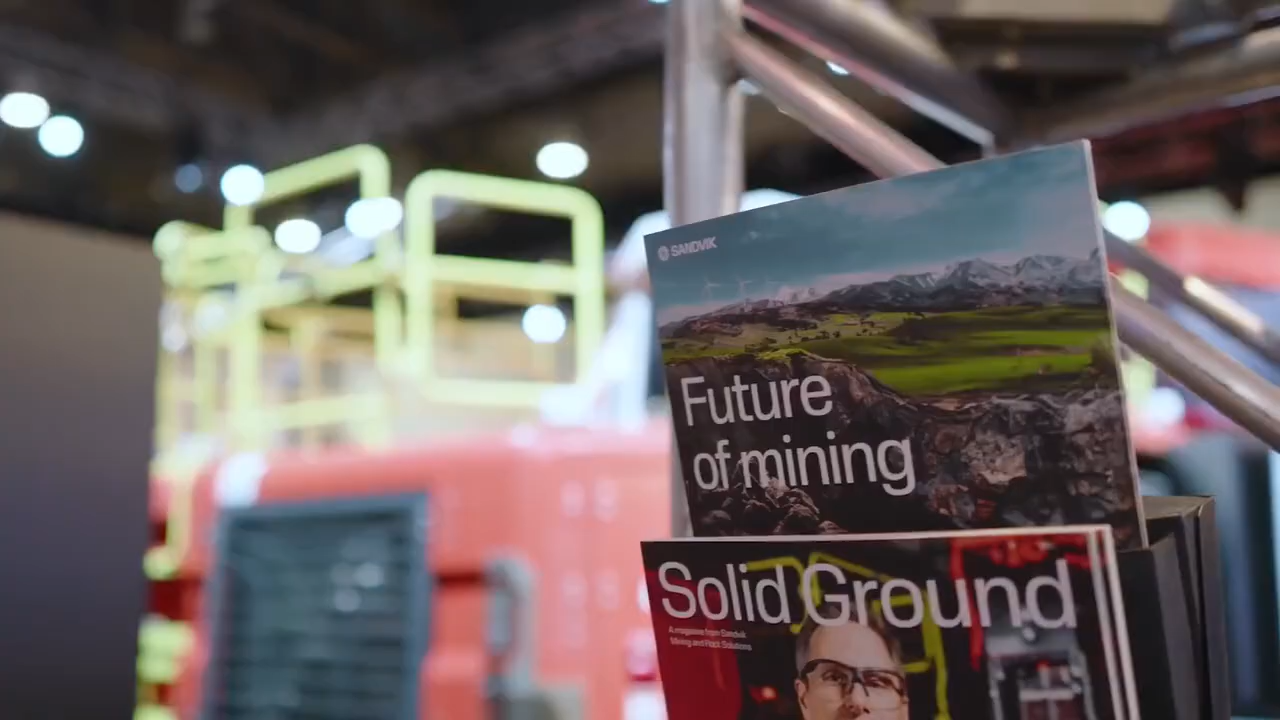 SANDVIK
Future
of mining
Solid Ground
A magazine from Sandvik
Mining and Rock Solutions